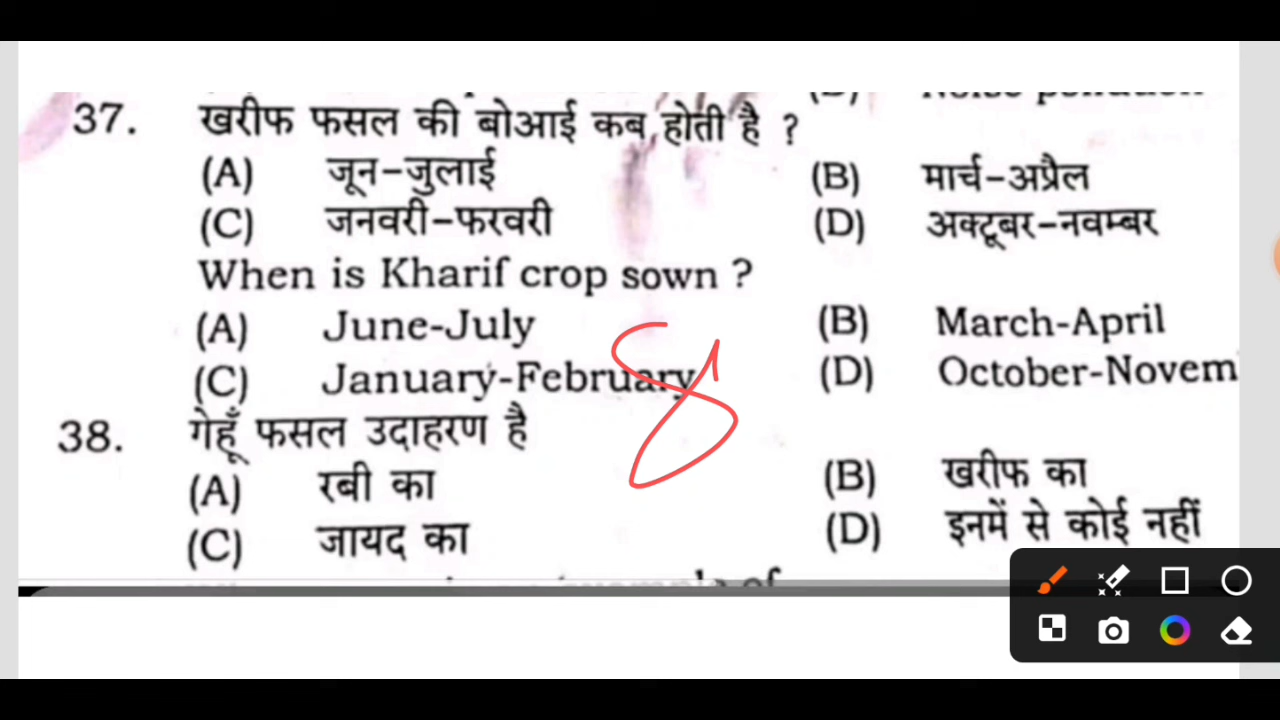 37. खरीफ फसल की बोआई कब होती है ?
(A) जून-जुलाई (B) मार्च-अप्रैल
(C) जनवरी-फरवरी (D) अक्टूबर-नवम्बर
When is Kharif crop sown ?
(A) June-July (B) March-April
(C) January-February (D) October-Novem
8
38. गेहूँ फसल उदाहरण है
(A) रबी का (B) खरीफ का
(C) जायद का (D) इनमें से कोई नहीं